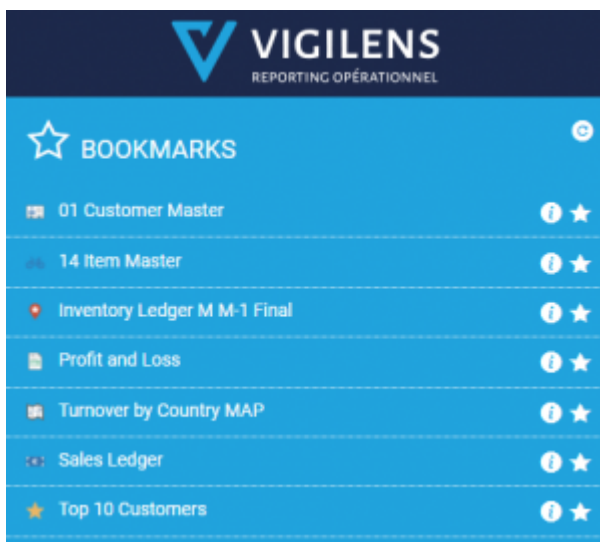 VIGILENS
REPORTING OPÉRATIONNEL
BOOKMARKS
01 Customer Master
14 Item Master
Inventory Ledger M M-1 Final
Profit and Loss
Turnover by Country MAP
Sales Ledger
Top 10 Customers